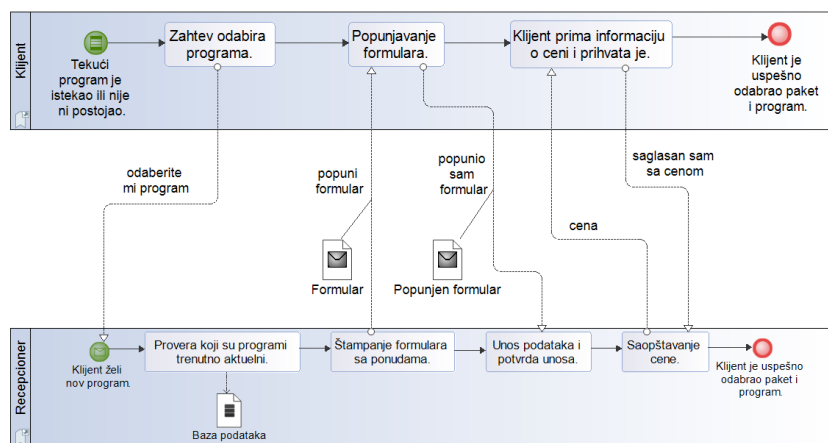 Klijent
Tekući
program je
istekao ili nije
ni postojao.
Zahtev odabira
programa.
Popunjavanje
formulara.
Klijent prima informaciju
o ceni i prihvata je.
Klijent je
uspešno
odabrao paket
i program.
odaberite
mi program
popuni
formular
popunio
sam
formular
saglasan sam
sa cenom
cena
Formular
Popunjen formular
Recepcioner
Klijent želi
nov program.
Provera koji su programi
trenutno aktuelni.
Štampanje formulara
sa ponudama.
Unos podataka i
potvrda unosa.
Saopštavanje
cene.
Klijent je uspešno
odabrao paket i
program.
Baza podataka